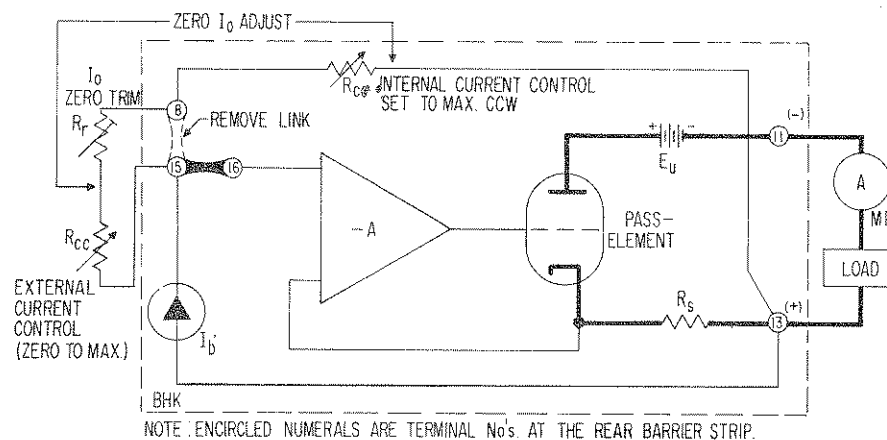 ZERO I₀ ADJUST
I₀
ZERO TRIM
Rr
8
REMOVE LINK
INTERNAL CURRENT CONTROL
SET TO MAX. CCW
15
16
Rcc
EXTERNAL
CURRENT
CONTROL
(ZERO TO MAX.)
Ib'
-A
PASS-
ELEMENT
+
-
Eu
11
(-)
A
LOAD
Rs
13
(+)
BHK
NOTE: ENCIRCLED NUMERALS ARE TERMINAL No's. AT THE REAR BARRIER STRIP.